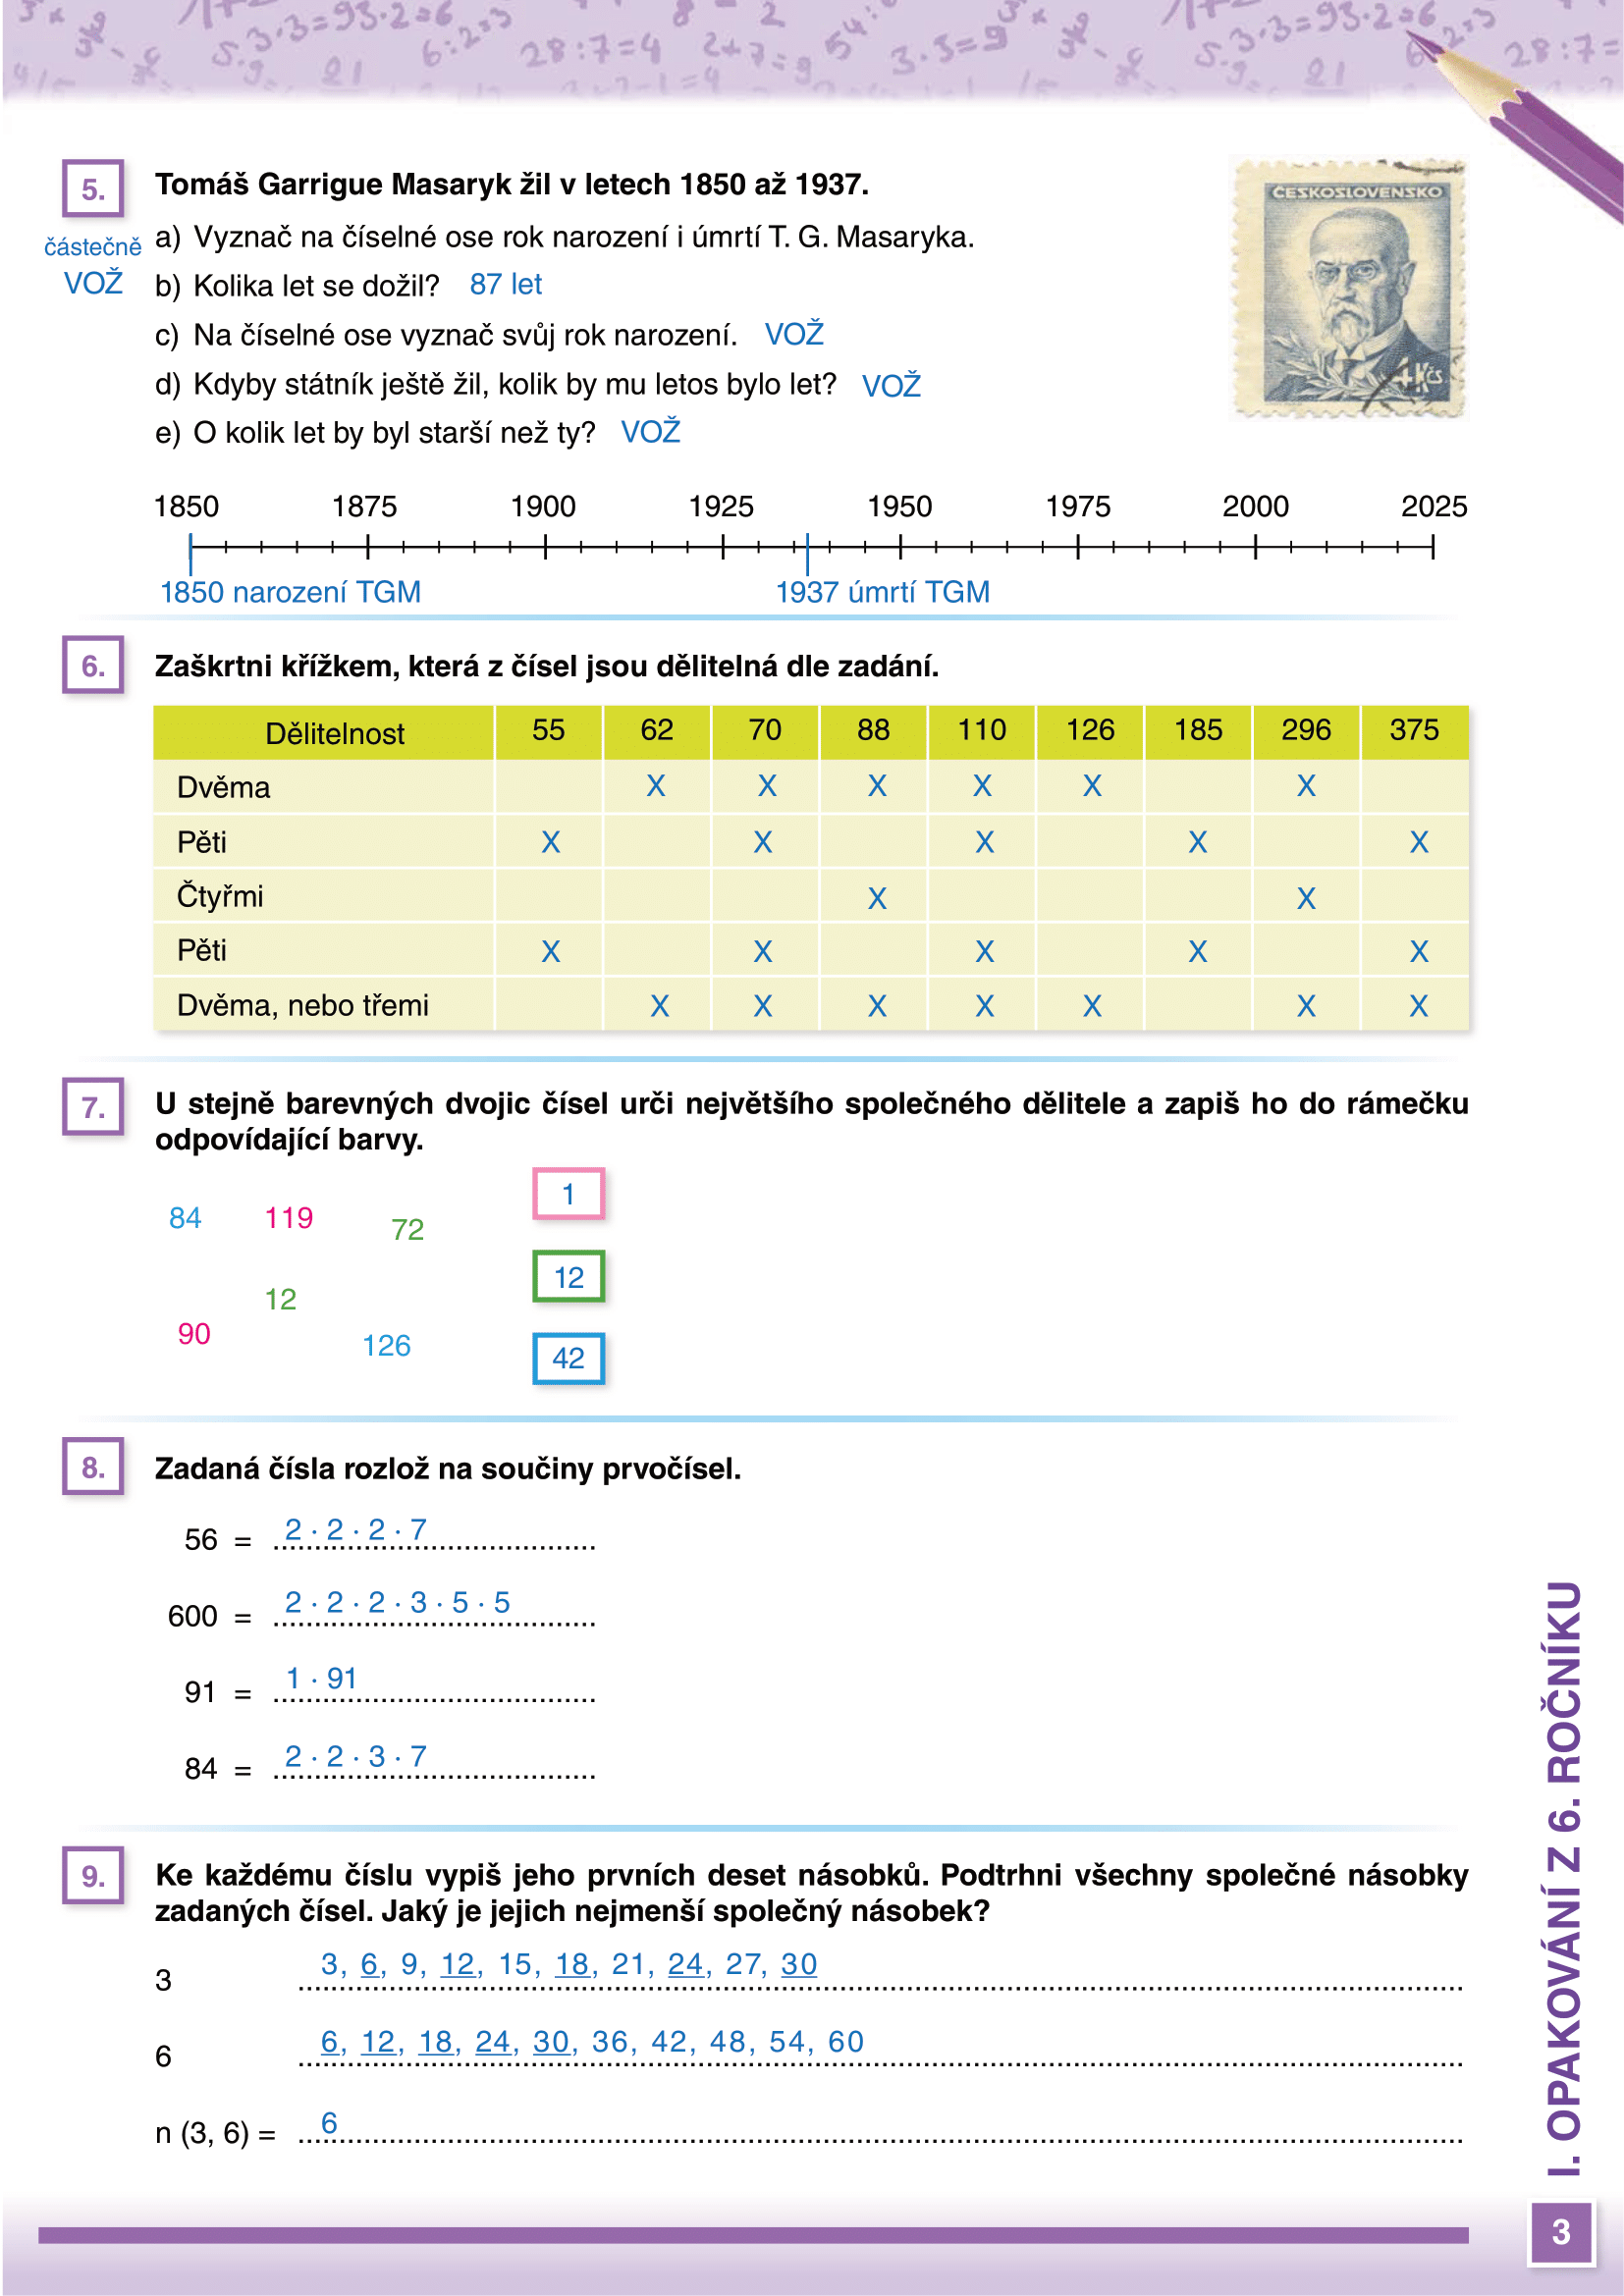 5.
Tomáš Garrigue Masaryk žil v letech 1850 až 1937.
částečně
VOŽ
a) Vyznač na číselné ose rok narození i úmrtí T. G. Masaryka.
b) Kolika let se dožil? 87 let
c) Na číselné ose vyznač svůj rok narození. VOŽ
d) Kdyby státník ještě žil, kolik by mu letos bylo let? VOŽ
e) O kolik let by byl starší než ty? VOŽ
ČESKOSLOVENSKO
4 Kčs
1850 1875 1900 1925 1950 1975 2000 2025
1850 narození TGM 1937 úmrtí TGM
6.
Zaškrtni křížkem, která z čísel jsou dělitelná dle zadání.
Dělitelnost 55 62 70 88 110 126 185 296 375
Dvěma X X X X X X
Pěti X X X X X
Čtyřmi X X
Pěti X X X X X
Dvěma, nebo třemi X X X X X X X
7.
U stejně barevných dvojic čísel urči největšího společného dělitele a zapiš ho do rámečku
odpovídající barvy.
84 119 72
12
90 126
1
12
42
8.
Zadaná čísla rozlož na součiny prvočísel.
56 = 2 · 2 · 2 · 7
600 = 2 · 2 · 2 · 3 · 5 · 5
91 = 1 · 91
84 = 2 · 2 · 3 · 7
9.
Ke každému číslu vypiš jeho prvních deset násobků. Podtrhni všechny společné násobky
zadaných čísel. Jaký je jejich nejmenší společný násobek?
3 3, 6, 9, 12, 15, 18, 21, 24, 27, 30
6 6, 12, 18, 24, 30, 36, 42, 48, 54, 60
n (3, 6) = 6
I. OPAKOVÁNÍ Z 6. ROČNÍKU
3